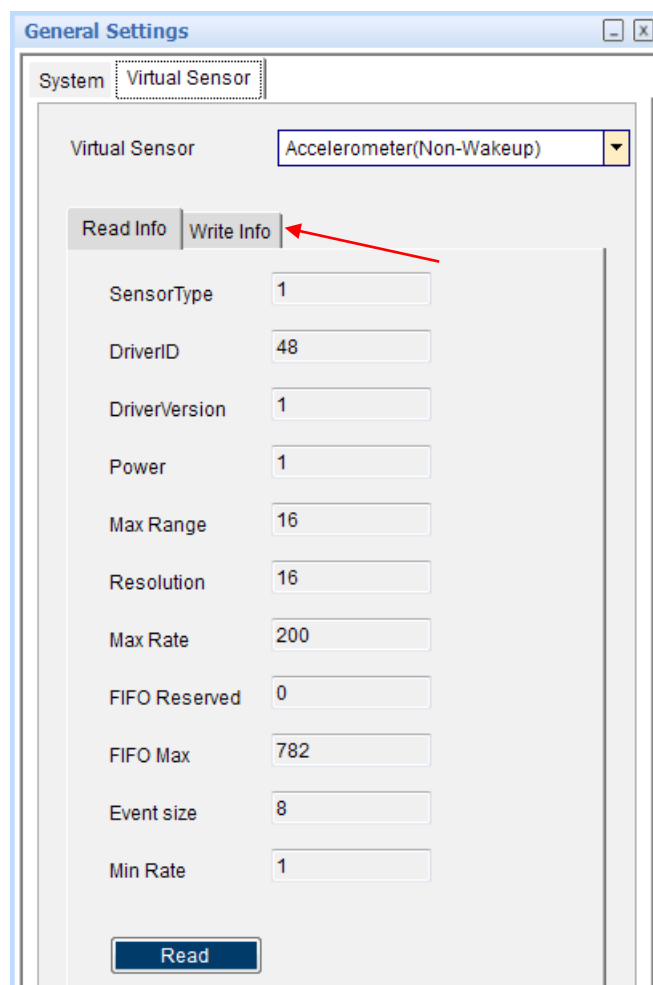 General Settings
System Virtual Sensor
Virtual Sensor Accelerometer(Non-Wakeup)
Read Info Write Info
SensorType 1
DriverID 48
DriverVersion 1
Power 1
Max Range 16
Resolution 16
Max Rate 200
FIFO Reserved 0
FIFO Max 782
Event size 8
Min Rate 1
Read